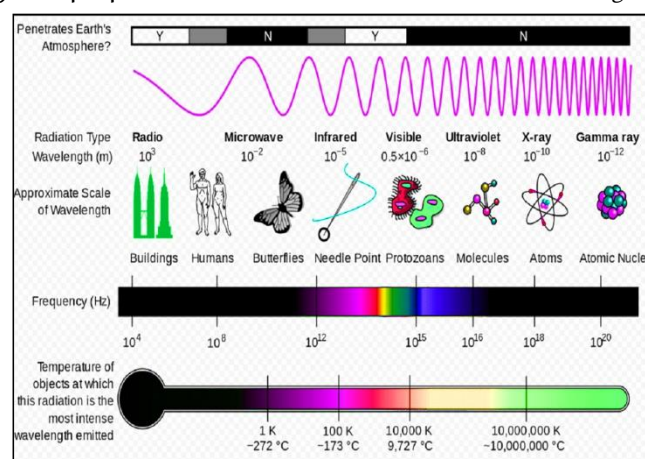 Penetrates Earth's
Atmosphere?
Y N Y N
Radiation Type Radio Microwave Infrared Visible Ultraviolet X-ray Gamma ray
Wavelength (m) 10³ 10⁻² 10⁻⁵ 0.5×10⁻⁶ 10⁻⁸ 10⁻¹⁰ 10⁻¹²
Approximate Scale
of Wavelength
Buildings Humans Butterflies Needle Point Protozoans Molecules Atoms Atomic Nucle
Frequency (Hz)
10⁴ 10⁸ 10¹² 10¹⁵ 10¹⁶ 10¹⁸ 10²⁰
Temperature of
objects at which
this radiation is the
most intense
wavelength emitted
1 K 100 K 10,000 K 10,000,000 K
−272 °C −173 °C 9,727 °C ~10,000,000 °C